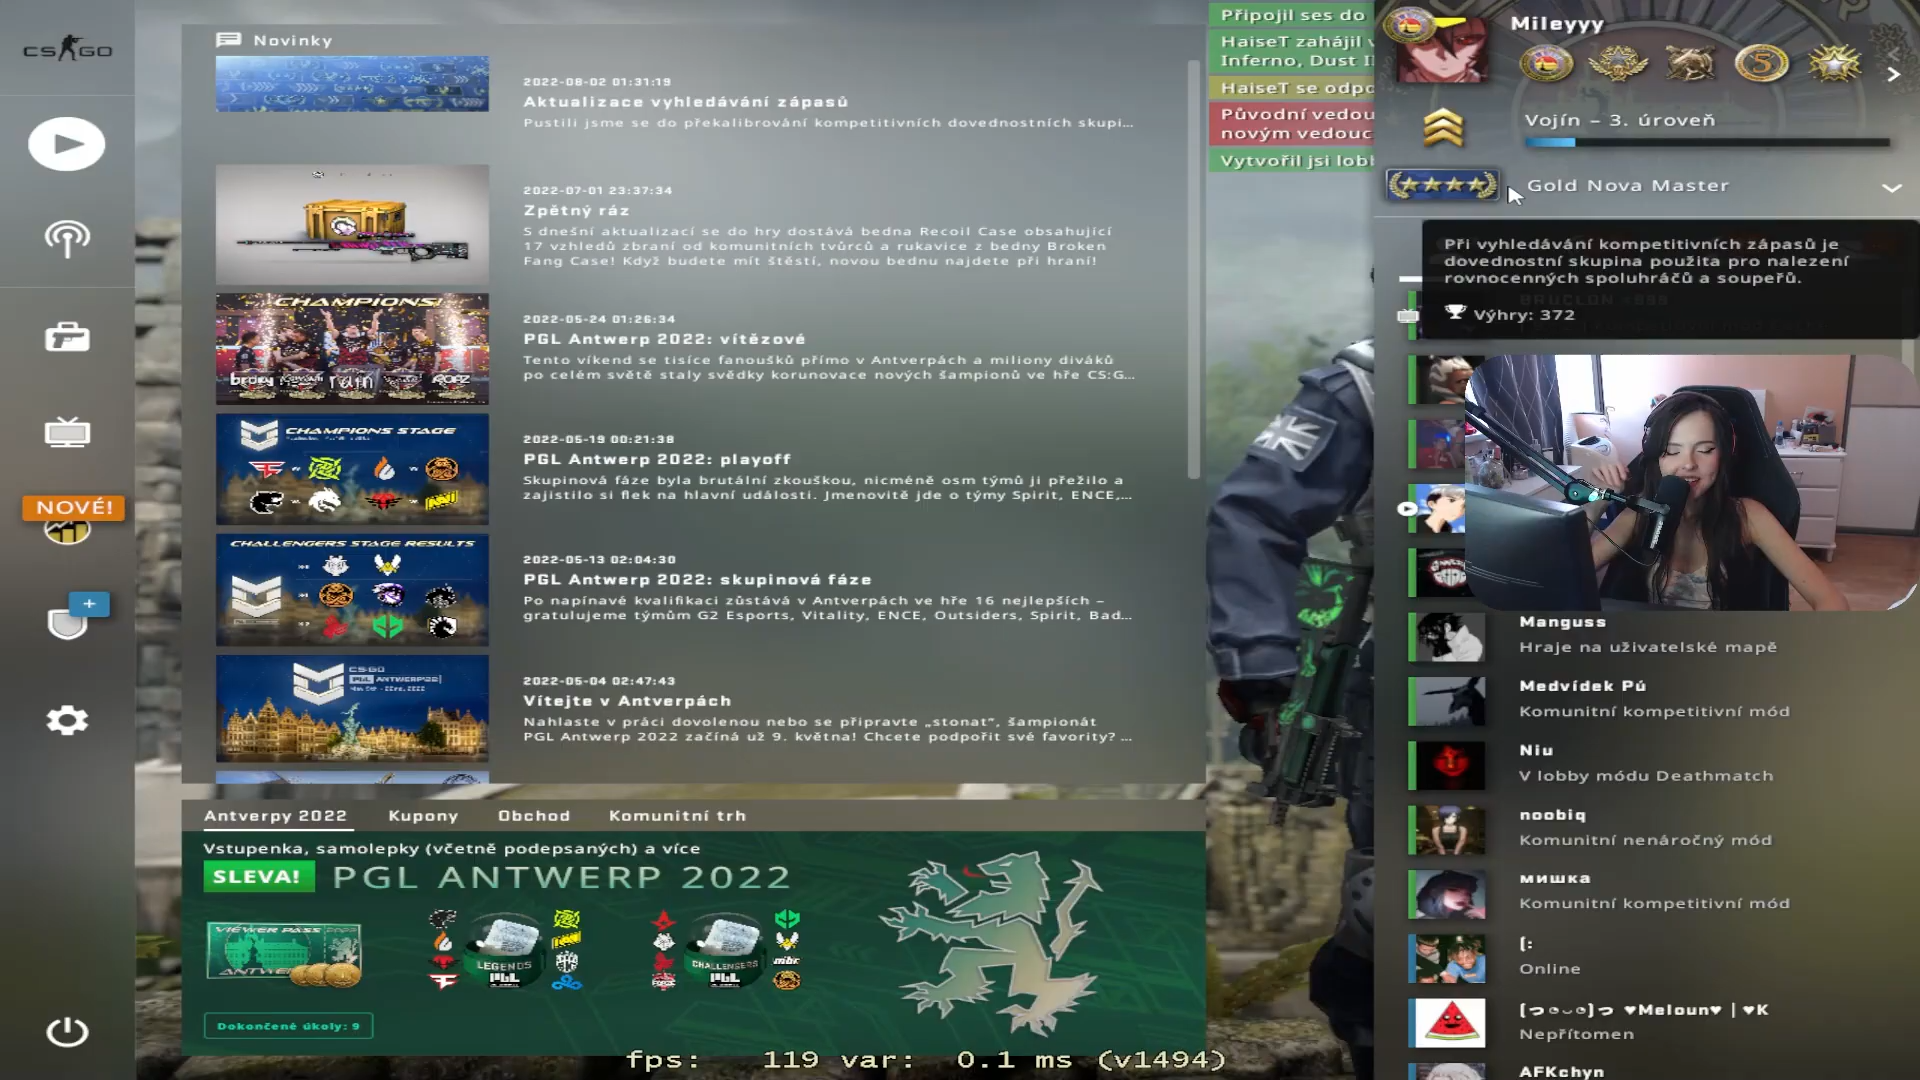 CS GO
NOVÉ!
+
Novinky
2022-08-02 01:31:19
Aktualizace vyhledávání zápasů
Pustili jsme se do překalibrování kompetitivních dovednostních skupi...
2022-07-01 23:37:34
Zpětný ráz
S dnešní aktualizací se do hry dostává bedna Recoil Case obsahující
17 vzhledů zbraní od komunitních tvůrců a rukavice z bedny Broken
Fang Case! Když budete mít štěstí, novou bednu najdete při hraní!
CHAMPIONS!
2022-05-24 01:26:34
PGL Antwerp 2022: vítězové
Tento víkend se tisíce fanoušků přímo v Antverpách a miliony diváků
po celém světě staly svědky korunovace nových šampionů ve hře CS:G...
CHAMPIONS STAGE
2022-05-19 00:21:38
PGL Antwerp 2022: playoff
Skupinová fáze byla brutální zkouškou, nicméně osm týmů ji přežilo a
zajistilo si flek na hlavní události. Jmenovitě jde o týmy Spirit, ENCE,...
CHALLENGERS STAGE RESULTS
2022-05-13 02:04:30
PGL Antwerp 2022: skupinová fáze
Po napínavé kvalifikaci zůstává v Antverpách ve hře 16 nejlepších –
gratulujeme týmům G2 Esports, Vitality, ENCE, Outsiders, Spirit, Bad...
CS:GO
2022-05-04 02:47:43
Vítejte v Antverpách
Nahlaste v práci dovolenou nebo se připravte „stonat“, šampionát
PGL Antwerp 2022 začíná už 9. května! Chcete podpořit své favority? ...
Antverpy 2022 Kupony Obchod Komunitní trh
Vstupenka, samolepky (včetně podepsaných) a více
SLEVA! PGL ANTWERP 2022
VIEWER PASS
LEGENDS
PGL
CHALLENGERS
PGL
Dokončené úkoly: 9
fps: 119 var: 0.1 ms (v1494)
Připojil ses do
HaiseT zahájil
Inferno, Dust
HaiseT se odpo
Původní vedou
novým vedouc
Vytvořil jsi lob
Mileyyy
5
Vojín – 3. úroveň
Gold Nova Master
Při vyhledávání kompetitivních zápasů je
dovednostní skupina použita pro nalezení
rovnocenných spoluhráčů a soupeřů.
Výhry: 372
Manguss
Hraje na uživatelské mapě
Medvídek Pú
Komunitní kompetitivní mód
Niu
V lobby módu Deathmatch
noobiq
Komunitní nenáročný mód
мишка
Komunitní kompetitivní mód
(:
Online
♥Meloun♥ | ♥K
Nepřítomen
AFKchyn